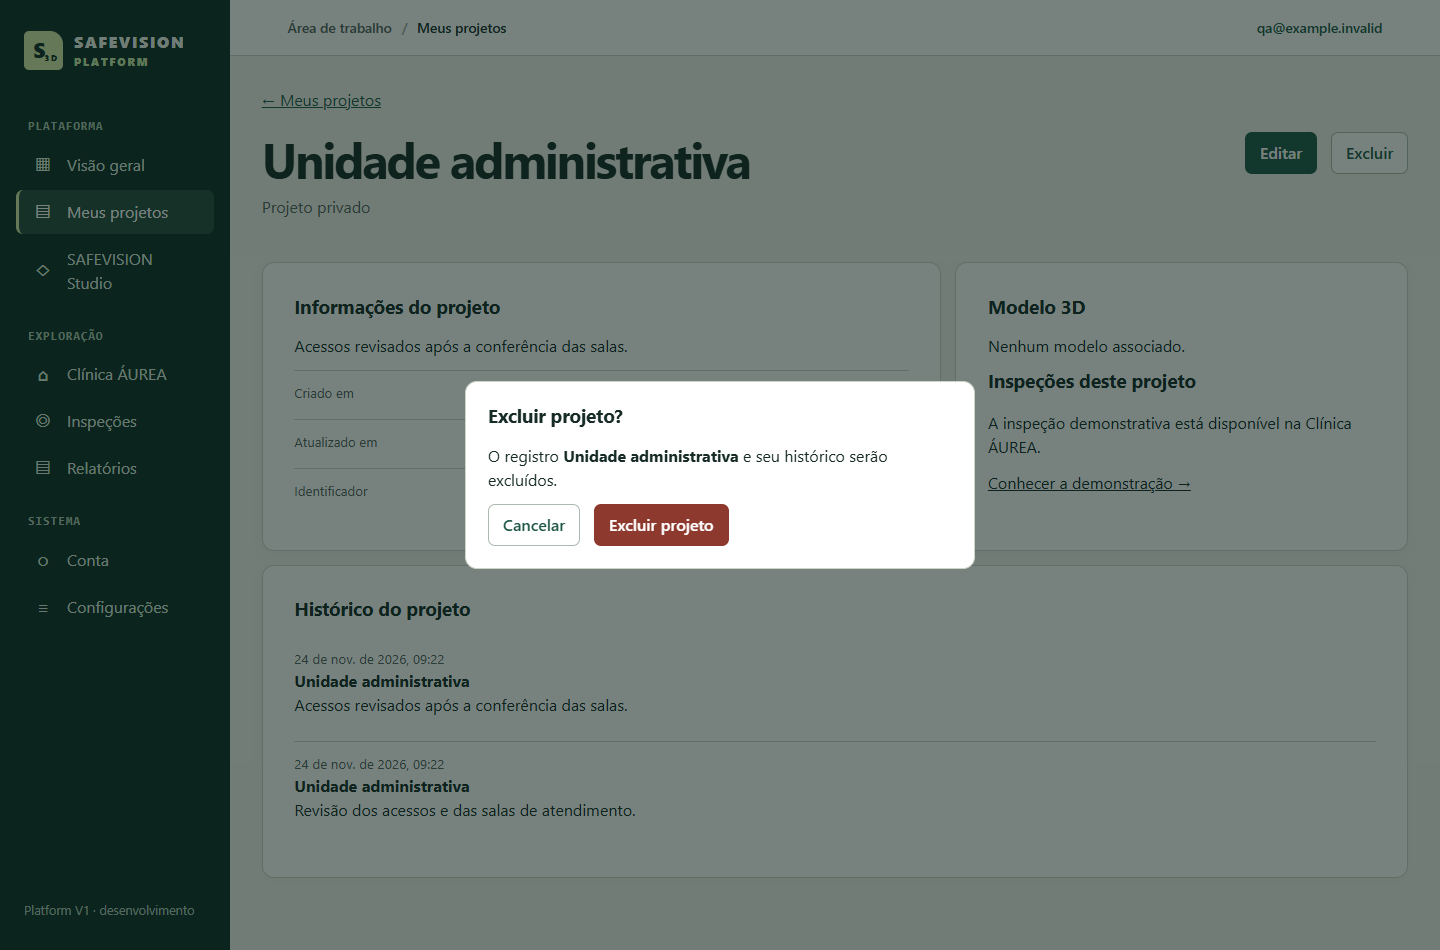 S3D
SAFEVISION
PLATFORM
PLATAFORMA
Visão geral
Meus projetos
SAFEVISION
Studio
EXPLORAÇÃO
Clínica ÁUREA
Inspeções
Relatórios
SISTEMA
Conta
Configurações
Platform V1 · desenvolvimento
Área de trabalho / Meus projetos
qa@example.invalid
← Meus projetos
Unidade administrativa
Projeto privado
Editar
Excluir
Informações do projeto
Acessos revisados após a conferência das salas.
Criado em
Atualizado em
Identificador
Modelo 3D
Nenhum modelo associado.
Inspeções deste projeto
A inspeção demonstrativa está disponível na Clínica
ÁUREA.
Conhecer a demonstração →
Excluir projeto?
O registro Unidade administrativa e seu histórico serão
excluídos.
Cancelar
Excluir projeto
Histórico do projeto
24 de nov. de 2026, 09:22
Unidade administrativa
Acessos revisados após a conferência das salas.
24 de nov. de 2026, 09:22
Unidade administrativa
Revisão dos acessos e das salas de atendimento.